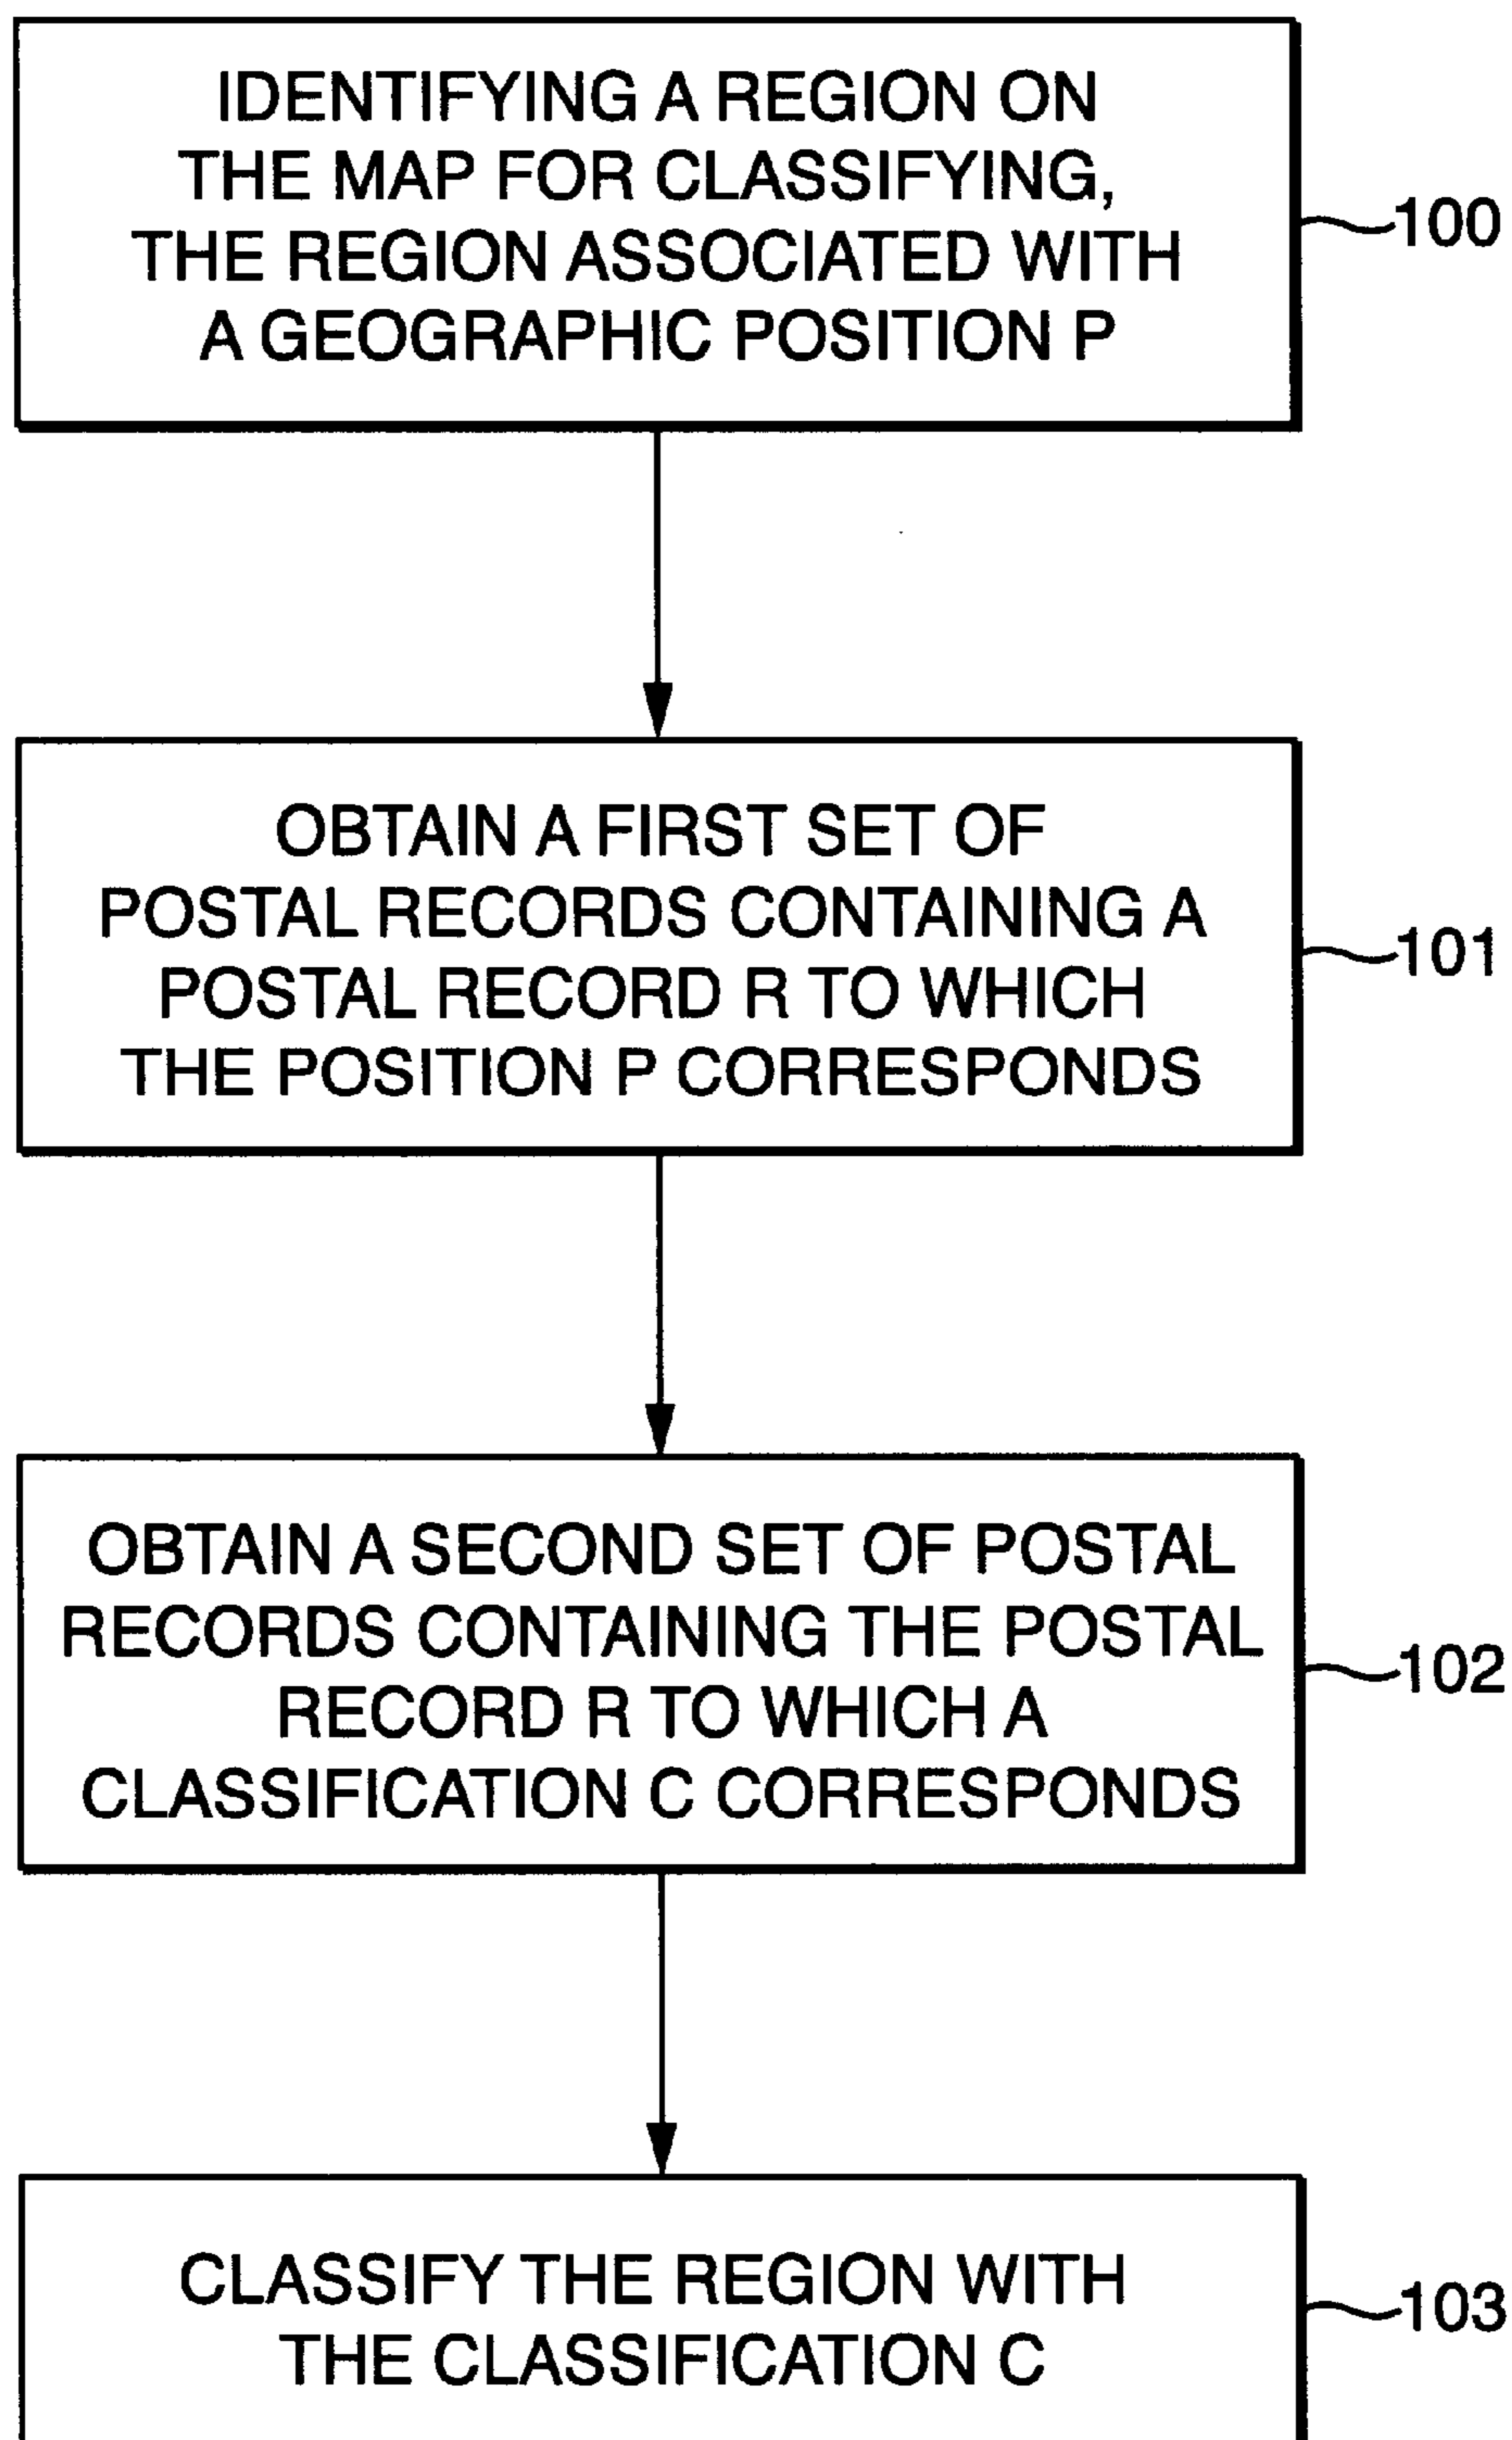 IDENTIFYING A REGION ON
THE MAP FOR CLASSIFYING,
THE REGION ASSOCIATED WITH
A GEOGRAPHIC POSITION P
100
OBTAIN A FIRST SET OF
POSTAL RECORDS CONTAINING A
POSTAL RECORD R TO WHICH
THE POSITION P CORRESPONDS
101
OBTAIN A SECOND SET OF POSTAL
RECORDS CONTAINING THE POSTAL
RECORD R TO WHICH A
CLASSIFICATION C CORRESPONDS
102
CLASSIFY THE REGION WITH
THE CLASSIFICATION C
103